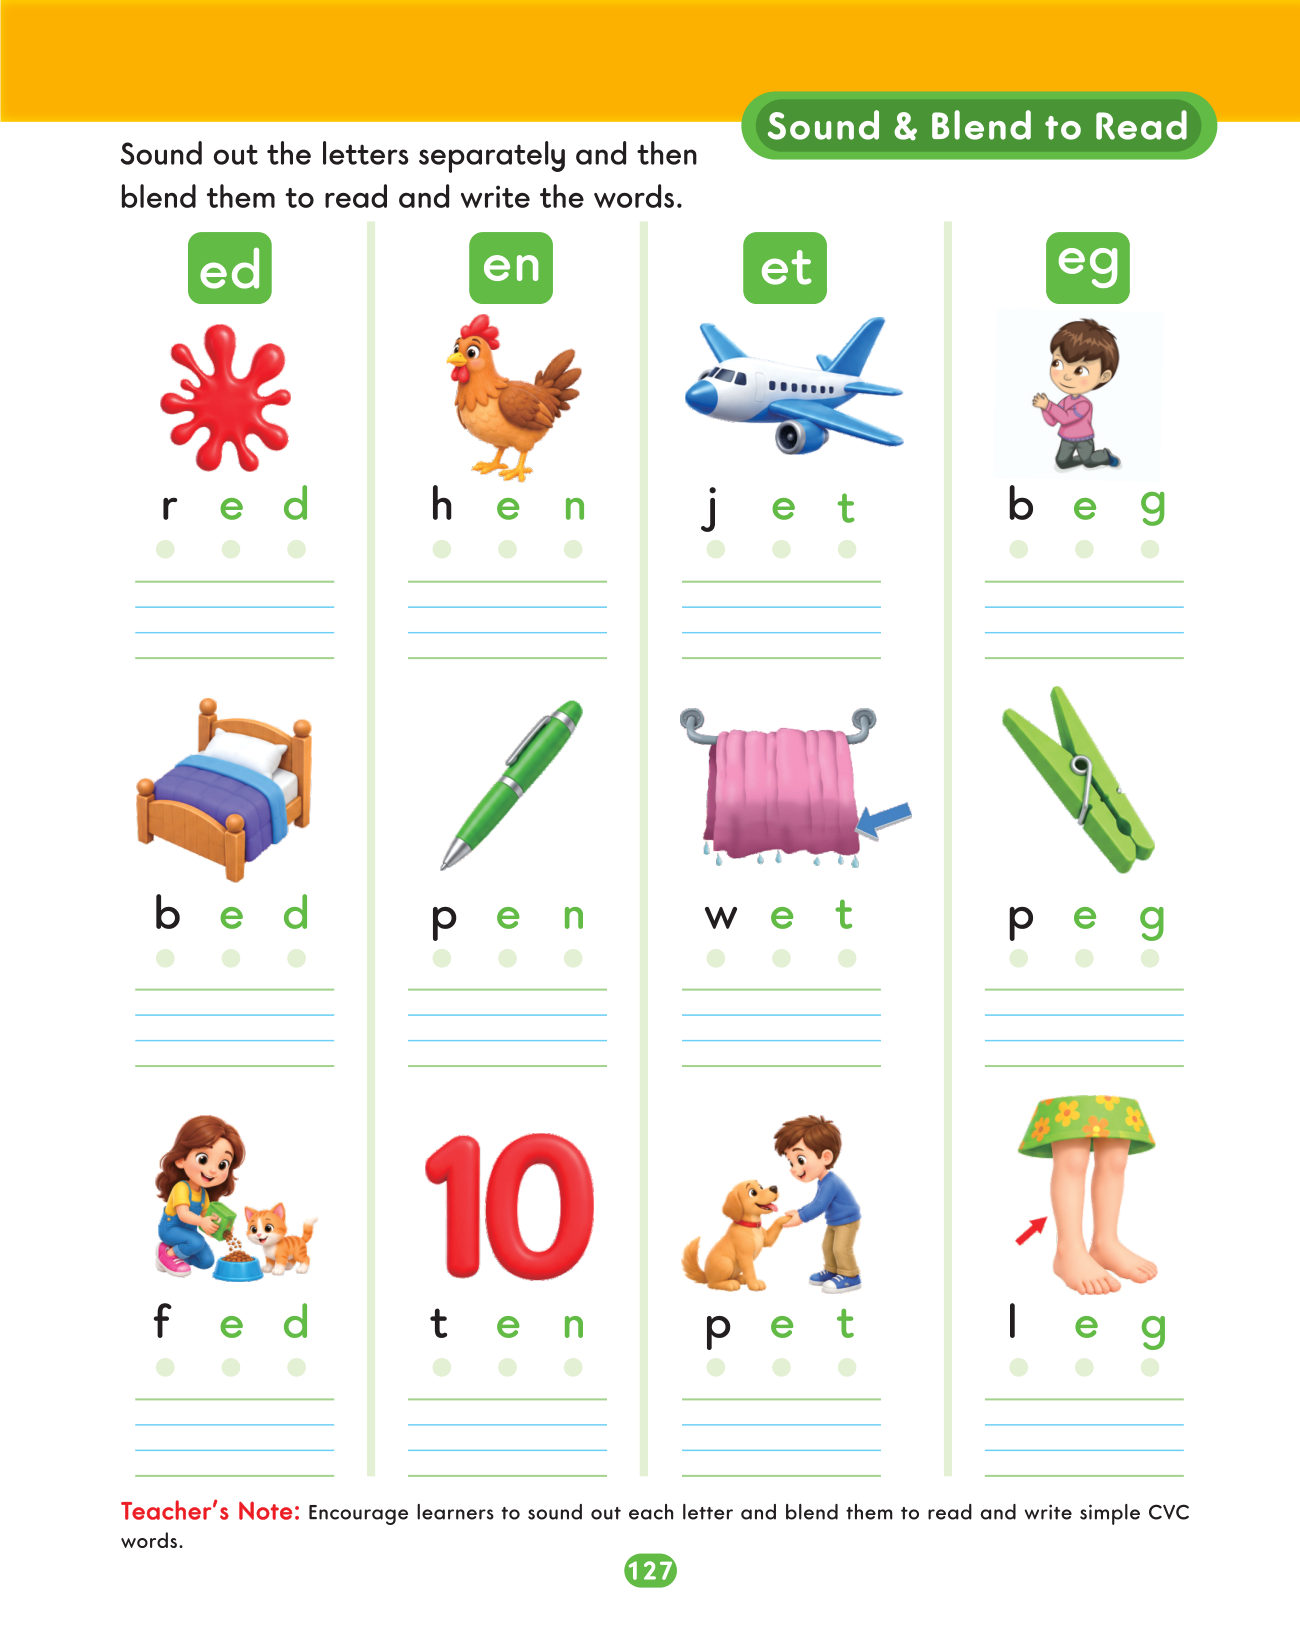 Sound & Blend to Read
Sound out the letters separately and then
blend them to read and write the words.
ed en et eg
r e d h e n j e t b e g
b e d p e n w e t p e g
10
f e d t e n p e t l e g
Teacher's Note: Encourage learners to sound out each letter and blend them to read and write simple CVC
words.
127